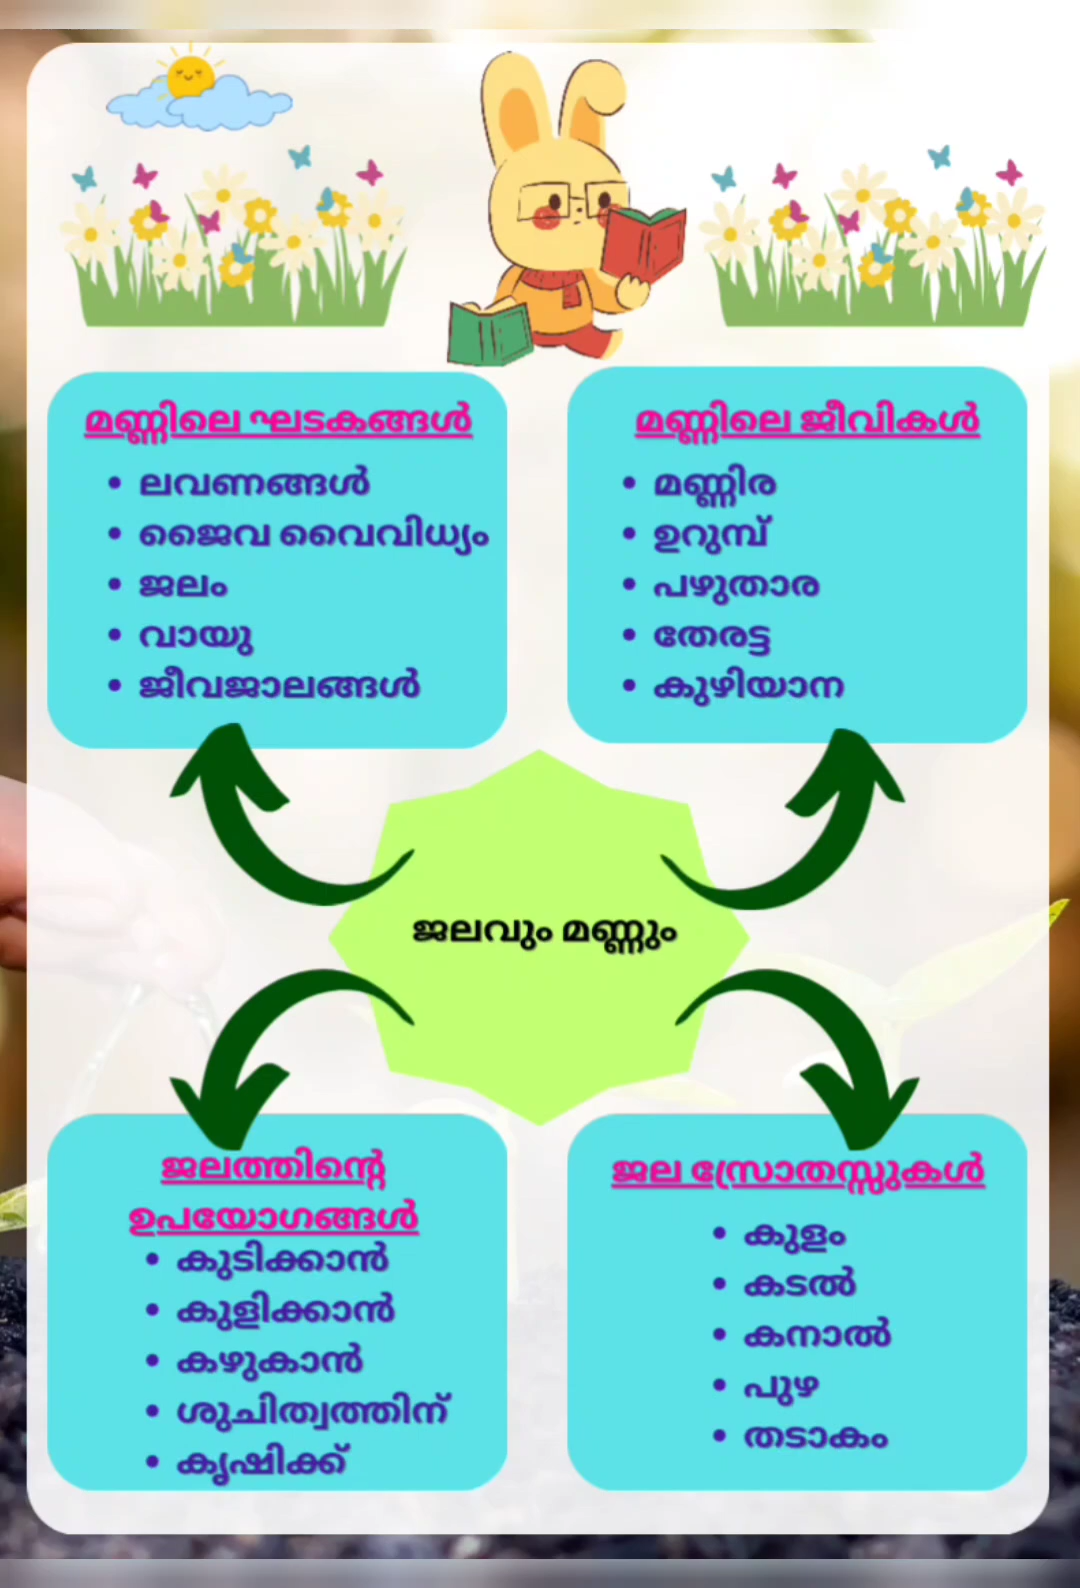 മണ്ണിലെ ഘടകങ്ങൾ
• ലവണങ്ങൾ
• ജൈവ വൈവിധ്യം
• ജലം
• വായു
• ജീവജാലങ്ങൾ
മണ്ണിലെ ജീവികൾ
• മണ്ണിര
• ഉറുമ്പ്
• പഴുതാര
• തേരട്ട
• കുഴിയാന
ജലവും മണ്ണും
ജലത്തിന്റെ
ഉപയോഗങ്ങൾ
• കുടിക്കാൻ
• കുളിക്കാൻ
• കഴുകാൻ
• ശുചിത്വത്തിന്
• കൃഷിക്ക്
ജല സ്രോതസ്സുകൾ
• കുളം
• കടൽ
• കനാൽ
• പുഴ
• തടാകം